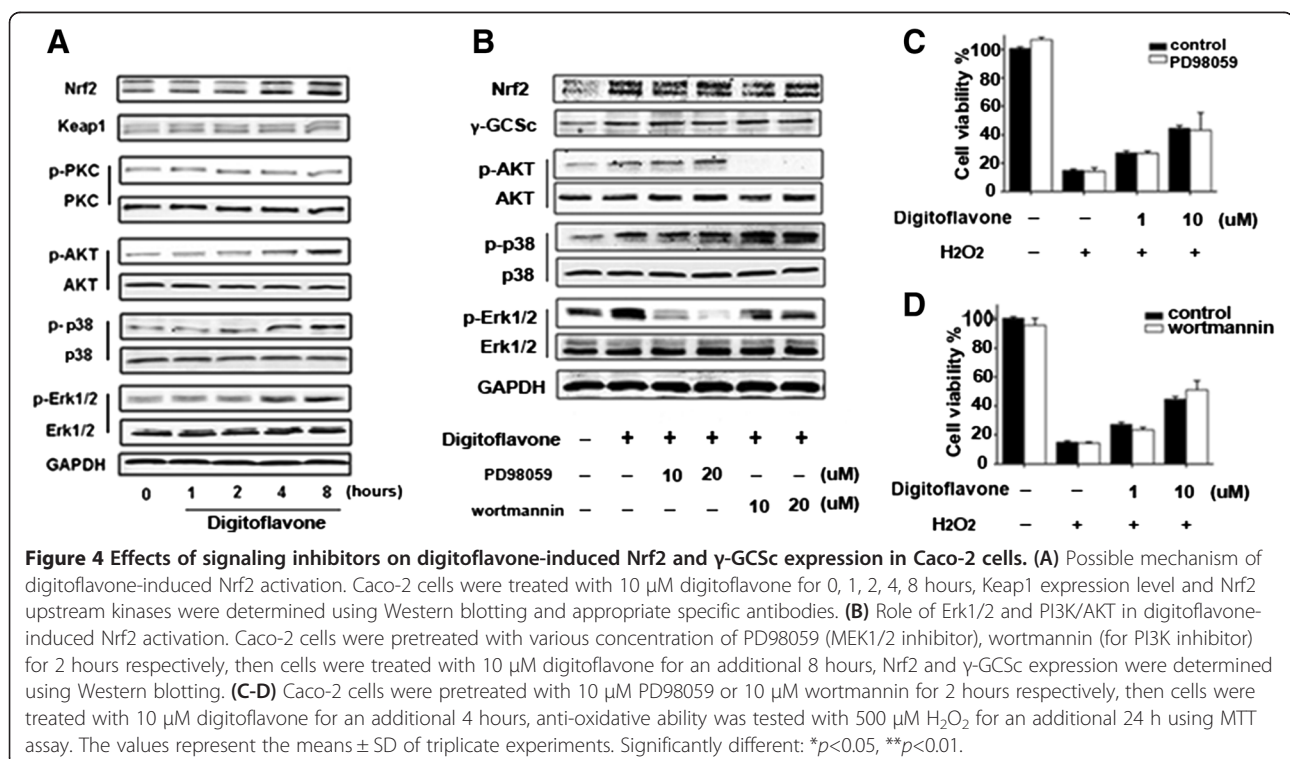 A
Nrf2
Keap1
p-PKC
PKC
p-AKT
AKT
p-p38
p38
p-Erk1/2
Erk1/2
GAPDH
0 1 2 4 8 (hours)
Digitoflavone
B
Nrf2
γ-GCSc
p-AKT
AKT
p-p38
p38
p-Erk1/2
Erk1/2
GAPDH
Digitoflavone − + + + + +
PD98059 − − 10 20 − − (uM)
wortmannin − − − − 10 20 (uM)
C
control
PD98059
Cell viability %
100
80
60
40
20
0
Digitoflavone − − 1 10 (uM)
H2O2 − + + +
D
control
wortmannin
Cell viability %
100
80
60
40
20
0
Digitoflavone − − 1 10 (uM)
H2O2 − + + +
Figure 4 Effects of signaling inhibitors on digitoflavone-induced Nrf2 and γ-GCSc expression in Caco-2 cells. (A) Possible mechanism of
digitoflavone-induced Nrf2 activation. Caco-2 cells were treated with 10 μM digitoflavone for 0, 1, 2, 4, 8 hours, Keap1 expression level and Nrf2
upstream kinases were determined using Western blotting and appropriate specific antibodies. (B) Role of Erk1/2 and PI3K/AKT in digitoflavone-
induced Nrf2 activation. Caco-2 cells were pretreated with various concentration of PD98059 (MEK1/2 inhibitor), wortmannin (for PI3K inhibitor)
for 2 hours respectively, then cells were treated with 10 μM digitoflavone for an additional 8 hours, Nrf2 and γ-GCSc expression were determined
using Western blotting. (C-D) Caco-2 cells were pretreated with 10 μM PD98059 or 10 μM wortmannin for 2 hours respectively, then cells were
treated with 10 μM digitoflavone for an additional 4 hours, anti-oxidative ability was tested with 500 μM H₂O₂ for an additional 24 h using MTT
assay. The values represent the means ± SD of triplicate experiments. Significantly different: *p<0.05, **p<0.01.